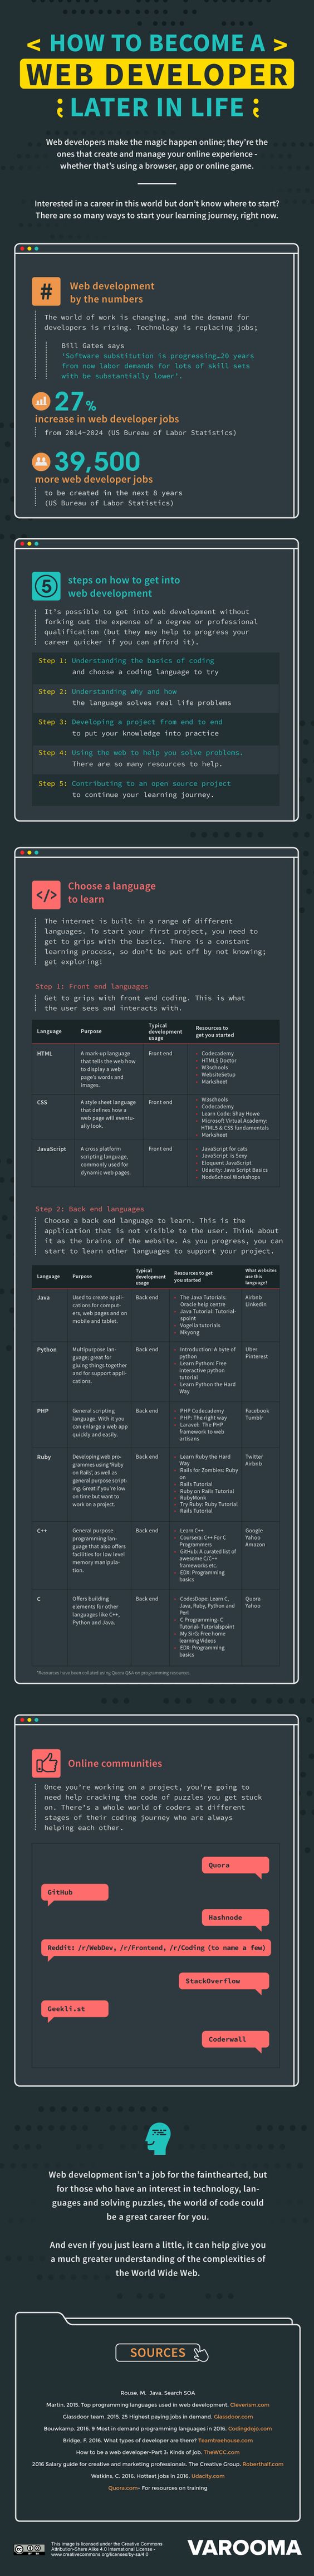 < HOW TO BECOME A >
WEB DEVELOPER
; LATER IN LIFE ;
Web developers make the magic happen online; they're the
ones that create and manage your online experience -
whether that's using a browser, app or online game.
Interested in a career in this world but don't know where to start?
There are so many ways to start your learning journey, right now.
# Web development
by the numbers
The world of work is changing, and the demand for
developers is rising. Technology is replacing jobs;
Bill Gates says
'Software substitution is progressing…20 years
from now labor demands for lots of skill sets
with be substantially lower'.
27%
increase in web developer jobs
from 2014-2024 (US Bureau of Labor Statistics)
39,500
more web developer jobs
to be created in the next 8 years
(US Bureau of Labor Statistics)
5 steps on how to get into
web development
It's possible to get into web development without
forking out the expense of a degree or professional
qualification (but they may help to progress your
career quicker if you can afford it).
Step 1: Understanding the basics of coding
and choose a coding language to try
Step 2: Understanding why and how
the language solves real life problems
Step 3: Developing a project from end to end
to put your knowledge into practice
Step 4: Using the web to help you solve problems.
There are so many resources to help.
Step 5: Contributing to an open source project
to continue your learning journey.
</> Choose a language
to learn
The internet is built in a range of different
languages. To start your first project, you need to
get to grips with the basics. There is a constant
learning process, so don't be put off by not knowing;
get exploring!
Step 1: Front end languages
Get to grips with front end coding. This is what
the user sees and interacts with.
Language Purpose Typical development usage Resources to get you started
HTML
A mark-up language
that tells the web how
to display a web
page's words and
images.
Front end
- Codecademy
- HTML5 Doctor
- W3schools
- WebsiteSetup
- Marksheet
CSS
A style sheet language
that defines how a
web page will eventu-
ally look.
Front end
- W3schools
- Codecademy
- Learn Code: Shay Howe
- Microsoft Virtual Academy:
HTML5 & CSS fundamentals
- Marksheet
JavaScript
A cross platform
scripting language,
commonly used for
dynamic web pages.
Front end
- JavaScript for cats
- JavaScript is Sexy
- Eloquent JavaScript
- Udacity: Java Script Basics
- NodeSchool Workshops
Step 2: Back end languages
Choose a back end language to learn. This is the
application that is not visible to the user. Think about
it as the brains of the website. As you progress, you can
start to learn other languages to support your project.
Language Purpose Typical development usage Resources to get you started What websites use this language?
Java
Used to create appli-
cations for comput-
ers, web pages and on
mobile and tablet.
Back end
- The Java Tutorials:
Oracle help centre
- Java Tutorial: Tutorial-
spoint
- Vogella tutorials
- Mkyong
Airbnb
LinkedIn
Python
Multipurpose lan-
guage; great for
gluing things together
and for support appli-
cations.
Back end
- Introduction: A byte of
python
- Learn Python: Free
interactive python
tutorial
- Learn Python the Hard
Way
Uber
Pinterest
PHP
General scripting
language. With it you
can enlarge a web app
quickly and easily.
Back end
- PHP Codecademy
- PHP: The right way
- Laravel: The PHP
framework to web
artisans
Facebook
Tumblr
Ruby
Developing web pro-
grammes using 'Ruby
on Rails', as well as
general purpose script-
ing. Great if you're low
on time but want to
work on a project.
Back end
- Learn Ruby the Hard
Way
- Rails for Zombies: Ruby
on
- Rails Tutorial
- Ruby on Rails Tutorial
- RubyMonk
- Try Ruby: Ruby Tutorial
Rails Tutorial
Twitter
Airbnb
C++
General purpose
programming lan-
guage that also offers
facilities for low level
memory manipula-
tion.
Back end
- Learn C++
- Coursera: C++ For C
Programmers
- GitHub: A curated list of
awesome C/C++
frameworks etc.
- EDX: Programming
basics
Google
Yahoo
Amazon
C
Offers building
elements for other
languages like C++,
Python and Java.
Back end
- CodesDope: Learn C,
Java, Ruby, Python and
Perl
- C Programming- C
Tutorial- Tutorialspoint
- My SirG: Free home
learning Videos
- EDX: Programming
basics
Quora
Yahoo
*Resources have been collated using Quora Q&A on programming resources.
Online communities
Once you're working on a project, you're going to
need help cracking the code of puzzles you get stuck
on. There's a whole world of coders at different
stages of their coding journey who are always
helping each other.
Quora
GitHub
Hashnode
Reddit: /r/WebDev, /r/Frontend, /r/Coding (to name a few)
StackOverflow
Geekli.st
Coderwall
Web development isn't a job for the fainthearted, but
for those who have an interest in technology, lan-
guages and solving puzzles, the world of code could
be a great career for you.
And even if you just learn a little, it can help give you
a much greater understanding of the complexities of
the World Wide Web.
SOURCES
Rouse, M. Java. Search SOA
Martin, 2015. Top programming languages used in web development. Cleverism.com
Glassdoor team. 2015. 25 Highest paying jobs in demand. Glassdoor.com
Bouwkamp. 2016. 9 Most in demand programming languages in 2016. Codingdojo.com
Bridge, F. 2016. What types of developer are there? Teamtreehouse.com
How to be a web developer-Part 3: Kinds of job. TheWCC.com
2016 Salary guide for creative and marketing professionals. The Creative Group. Roberthalf.com
Watkins. C. 2016. Hottest jobs in 2016. Udacity.com
Quora.com- For resources on training
This image is licensed under the Creative Commons
Attribution-Share Alike 4.0 International License -
www.creativecommons.org/licenses/by-sa/4.0
VAROOMA